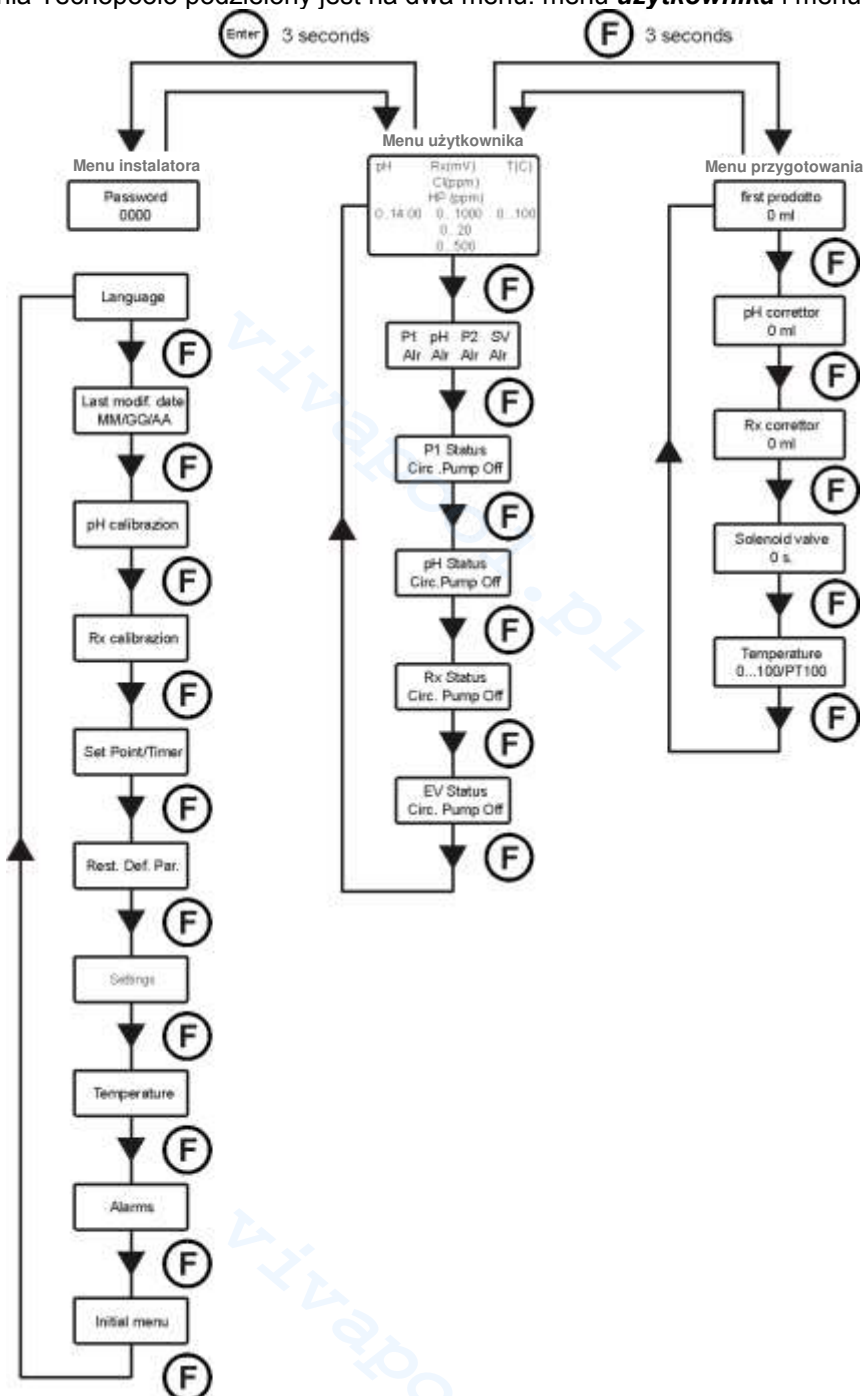 podzielony jest na dwa menu: menu użytkownika i menu
Enter 3 seconds
F 3 seconds
Menu instalatora
Password
0000
Language
F
Last modif. date
MM/GG/AA
F
pH calibrazion
F
Rx calibrazion
F
Set Point/Timer
F
Rest. Def. Par.
F
Settings
F
Temperature
F
Alarms
F
Initial menu
F
Menu użytkownika
pH Rx(mV) T(C)
Cl(ppm)
HP (ppm)
0..14.00 0...1000 0...100
0...20
0...500
F
P1 pH P2 SV
Alr Alr Alr Alr
F
P1 Status
Circ .Pump Off
F
pH Status
Circ.Pump Off
F
Rx Status
Circ. Pump Off
F
EV Status
Circ. Pump Off
F
Menu przygotowania
first prodotto
0 ml
F
pH correttor
0 ml
F
Rx correttor
0 ml
F
Solenoid valve
0 s.
F
Temperature
0...100/PT100
F
vivapool.pl